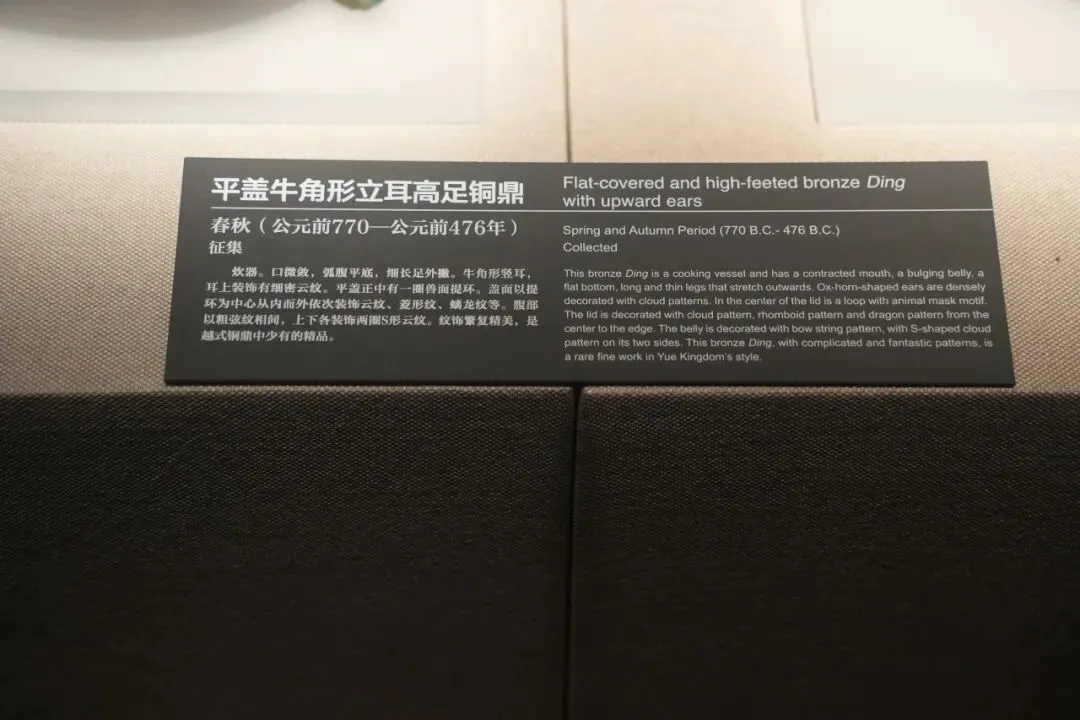 平盖牛角形立耳高足铜鼎
春秋（公元前770—公元前476年）
征集
炊器。口微敛，弧腹平底，细长足外撇。牛角形竖耳，
耳上装饰有细密云纹。平盖正中有一圈兽面提环。盖面以提
环为中心从内而外依次装饰云纹、菱形纹、蟠龙纹等。腹部
以粗弦纹相间，上下各装饰两圈S形云纹。纹饰繁复精美，是
越式铜鼎中少有的精品。
Flat-covered and high-feeted bronze Ding
with upward ears
Spring and Autumn Period (770 B.C.- 476 B.C.)
Collected
This bronze Ding is a cooking vessel and has a contracted mouth, a bulging belly, a
flat bottom, long and thin legs that stretch outwards. Ox-horn-shaped ears are densely
decorated with cloud patterns. In the center of the lid is a loop with animal mask motif.
The lid is decorated with cloud pattern, rhomboid pattern and dragon pattern from the
center to the edge. The belly is decorated with bow string pattern, with S-shaped cloud
pattern on its two sides. This bronze Ding, with complicated and fantastic patterns, is
a rare fine work in Yue Kingdom's style.